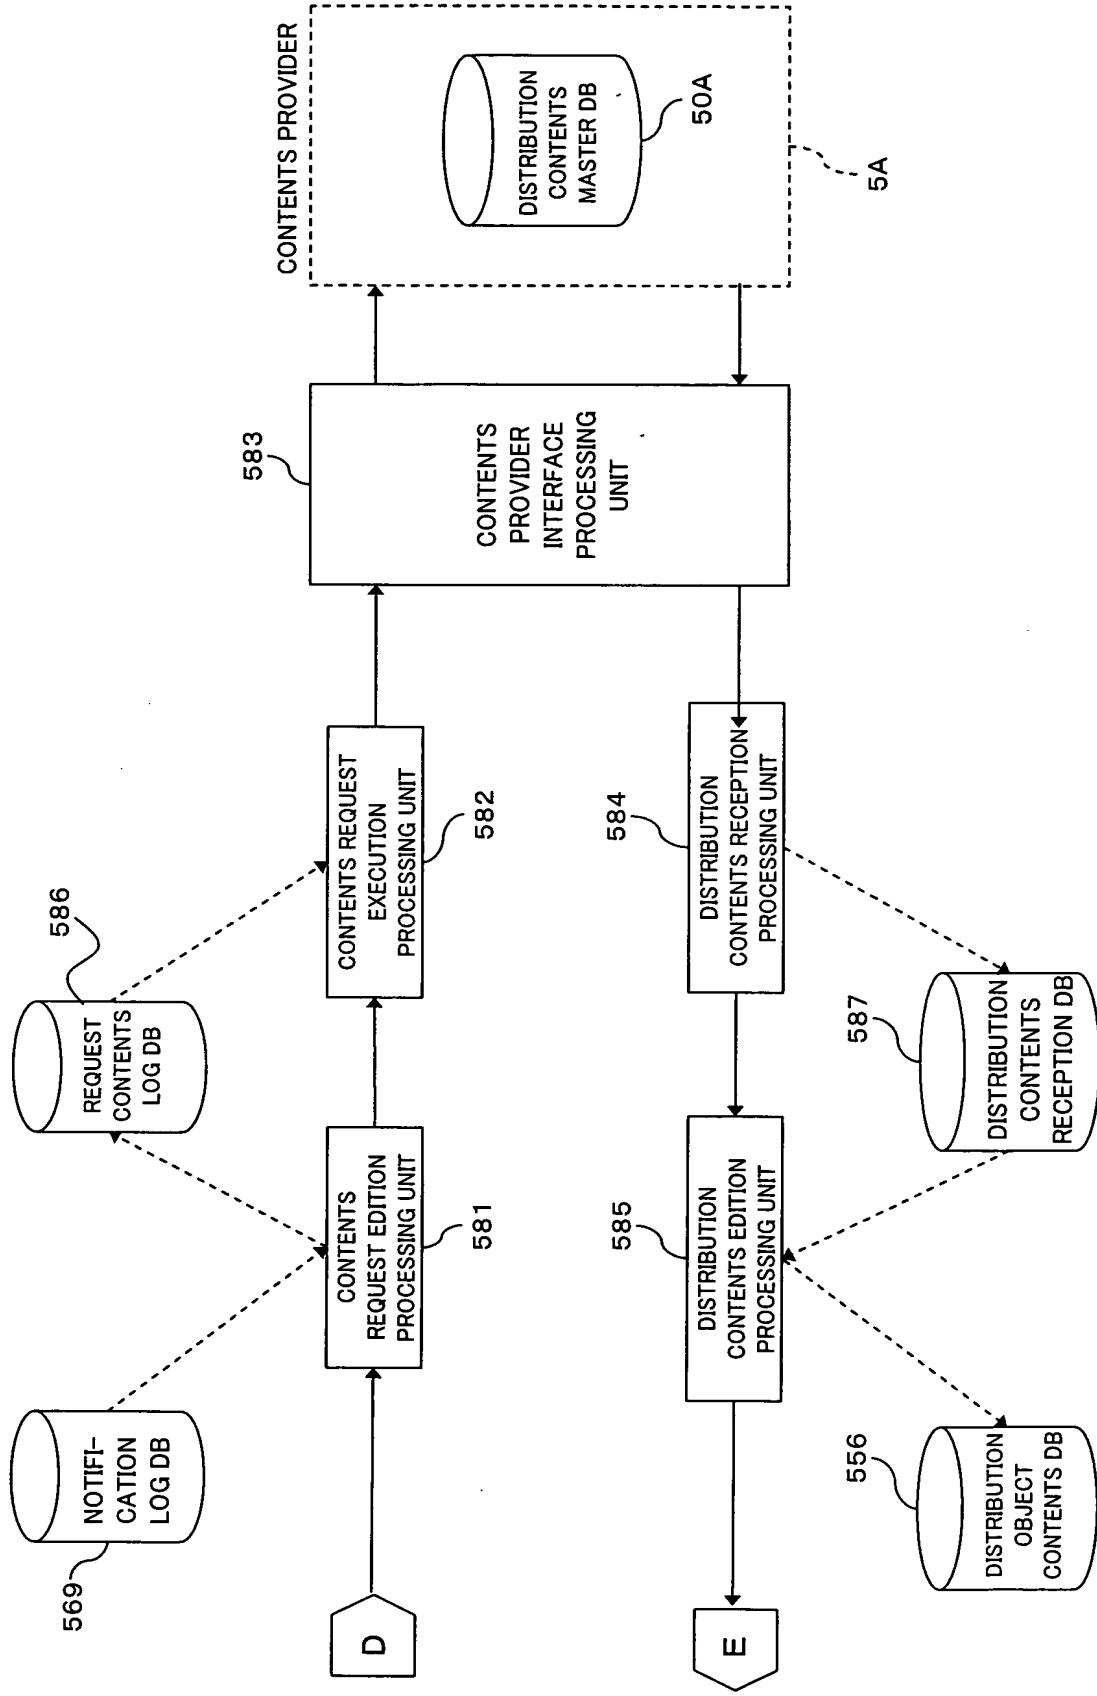 569
NOTIFI-
CATION
LOG DB
586
REQUEST
CONTENTS
LOG DB
D
CONTENTS
REQUEST EDITION
PROCESSING UNIT
581
CONTENTS REQUEST
EXECUTION
PROCESSING UNIT
582
583
CONTENTS
PROVIDER
INTERFACE
PROCESSING
UNIT
CONTENTS PROVIDER
DISTRIBUTION
CONTENTS
MASTER DB
50A
5A
E
585
DISTRIBUTION
CONTENTS EDITION
PROCESSING UNIT
584
DISTRIBUTION
CONTENTS RECEPTION
PROCESSING UNIT
556
DISTRIBUTION
OBJECT
CONTENTS DB
587
DISTRIBUTION
CONTENTS
RECEPTION DB